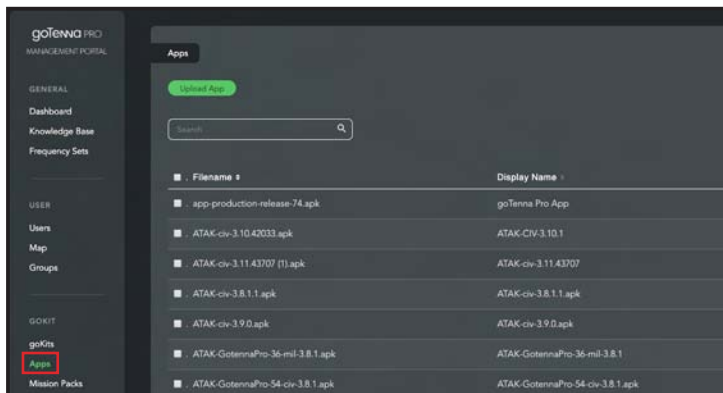 goTenna PRO
MANAGEMENT PORTAL
GENERAL
Dashboard
Knowledge Base
Frequency Sets
USER
Users
Map
Groups
GOKIT
goKits
Apps
Mission Packs
Apps
Upload App
Search
Filename Display Name
app-production-release-74.apk goTenna Pro App
ATAK-civ-3.10.42033.apk ATAK-CIV-3.10.1
ATAK-civ-3.11.43707 (1).apk ATAK-civ-3.11.43707
ATAK-civ-3.8.1.1.apk ATAK-civ-3.8.1.1.apk
ATAK-civ-3.9.0.apk ATAK-civ-3.9.0.apk
ATAK-GotennaPro-36-mil-3.8.1.apk ATAK-GotennaPro-36-mil-3.8.1
ATAK-GotennaPro-54-civ-3.8.1.apk ATAK-GotennaPro-54-civ-3.8.1.apk